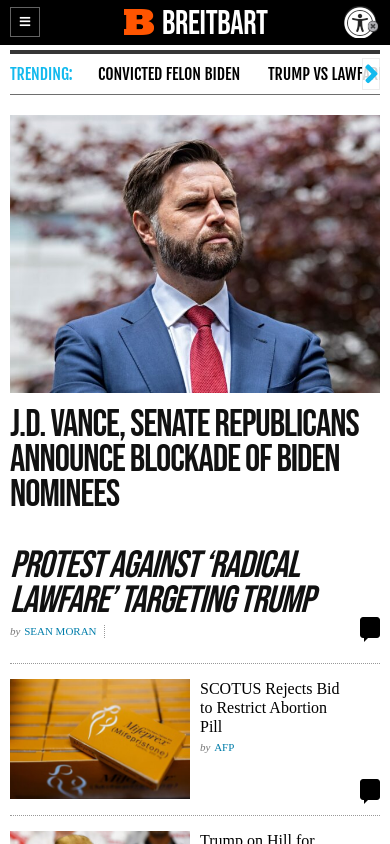 BREITBART
TRENDING:
CONVICTED FELON BIDEN
TRUMP VS LAWF
J.D. VANCE, SENATE REPUBLICANS
ANNOUNCE BLOCKADE OF BIDEN
NOMINEES
PROTEST AGAINST ‘RADICAL
LAWFARE’ TARGETING TRUMP
by SEAN MORAN
SCOTUS Rejects Bid
to Restrict Abortion
Pill
by AFP
Mifeprex
(Mifepristone)
Trump on Hill for